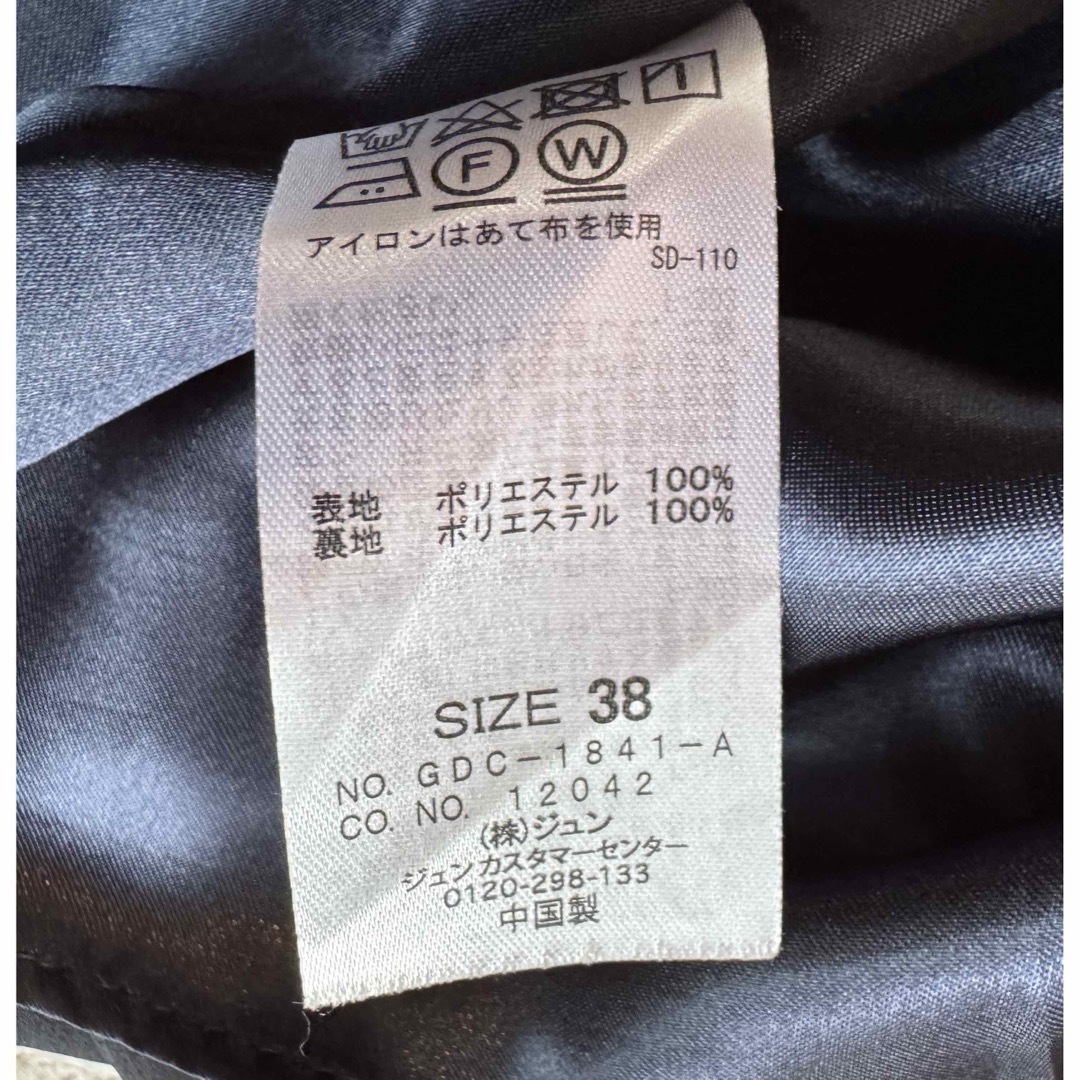 F W
アイロンはあて布を使用
SD-110
表地 ポリエステル 100%
裏地 ポリエステル 100%
SIZE 38
NO. GDC-1841-A
CO. NO. 12042
(株)ジュン
ジュンカスタマーセンター
0120-298-133
中国製